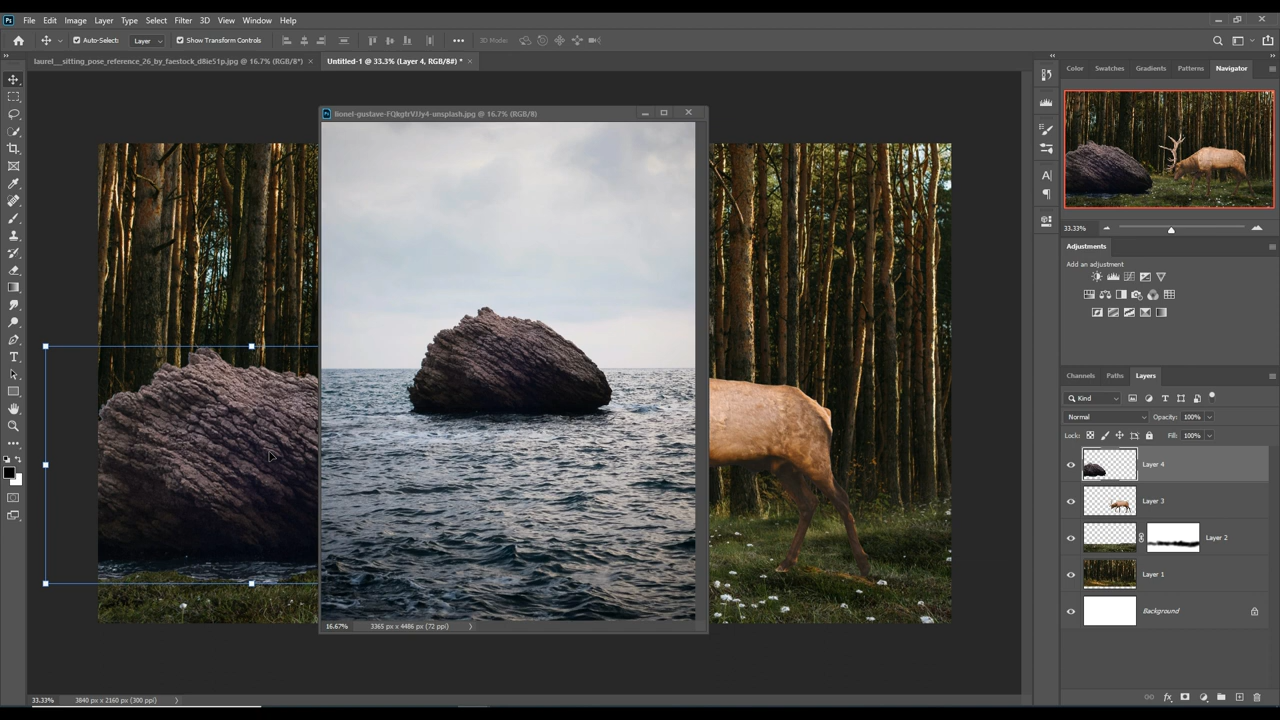 Ps File Edit Image Layer Type Select Filter 3D View Window Help
Auto-Select: Layer Show Transform Controls 3D Mode:
laurel__sitting_pose_reference_26_by_faestock_d8ie51p.jpg @ 16.7% (RGB/8*) × Untitled-1 @ 33.3% (Layer 4, RGB/8#) * ×
Color Swatches Gradients Patterns Navigator
Ps lionel-gustave-FQkgtrVJJy4-unsplash.jpg @ 16.7% (RGB/8)
33.33%
Adjustments
Add an adjustment
Channels Paths Layers
Kind
Normal Opacity: 100%
Lock: Fill: 100%
Layer 4
Layer 3
Layer 2
Layer 1
Background
16.67% 3365 px x 4486 px (72 ppi)
33.33% 3840 px x 2160 px (300 ppi)